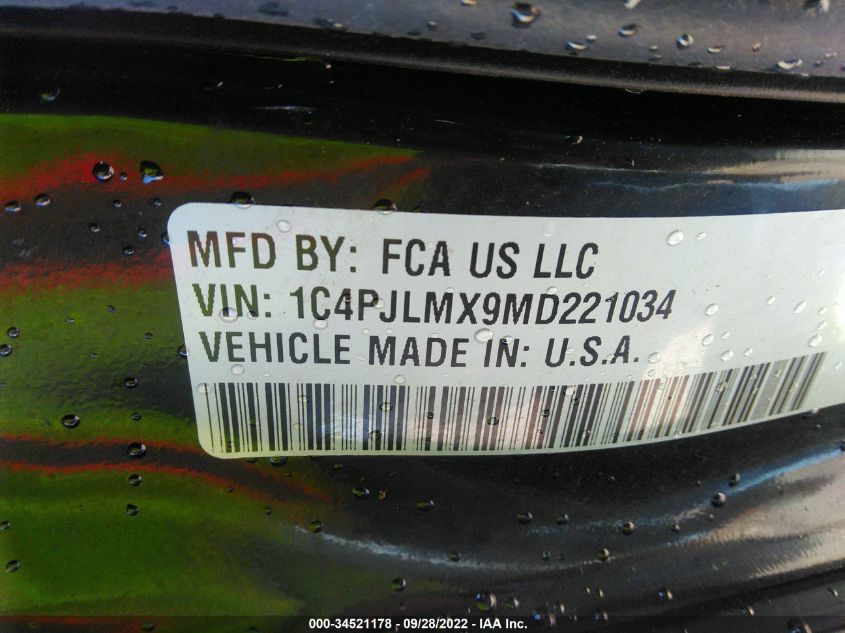 MFD BY: FCA US LLC
VIN: 1C4PJLMX9MD221034
VEHICLE MADE IN: U.S.A.
000-34521178 - 09/28/2022 - IAA Inc.